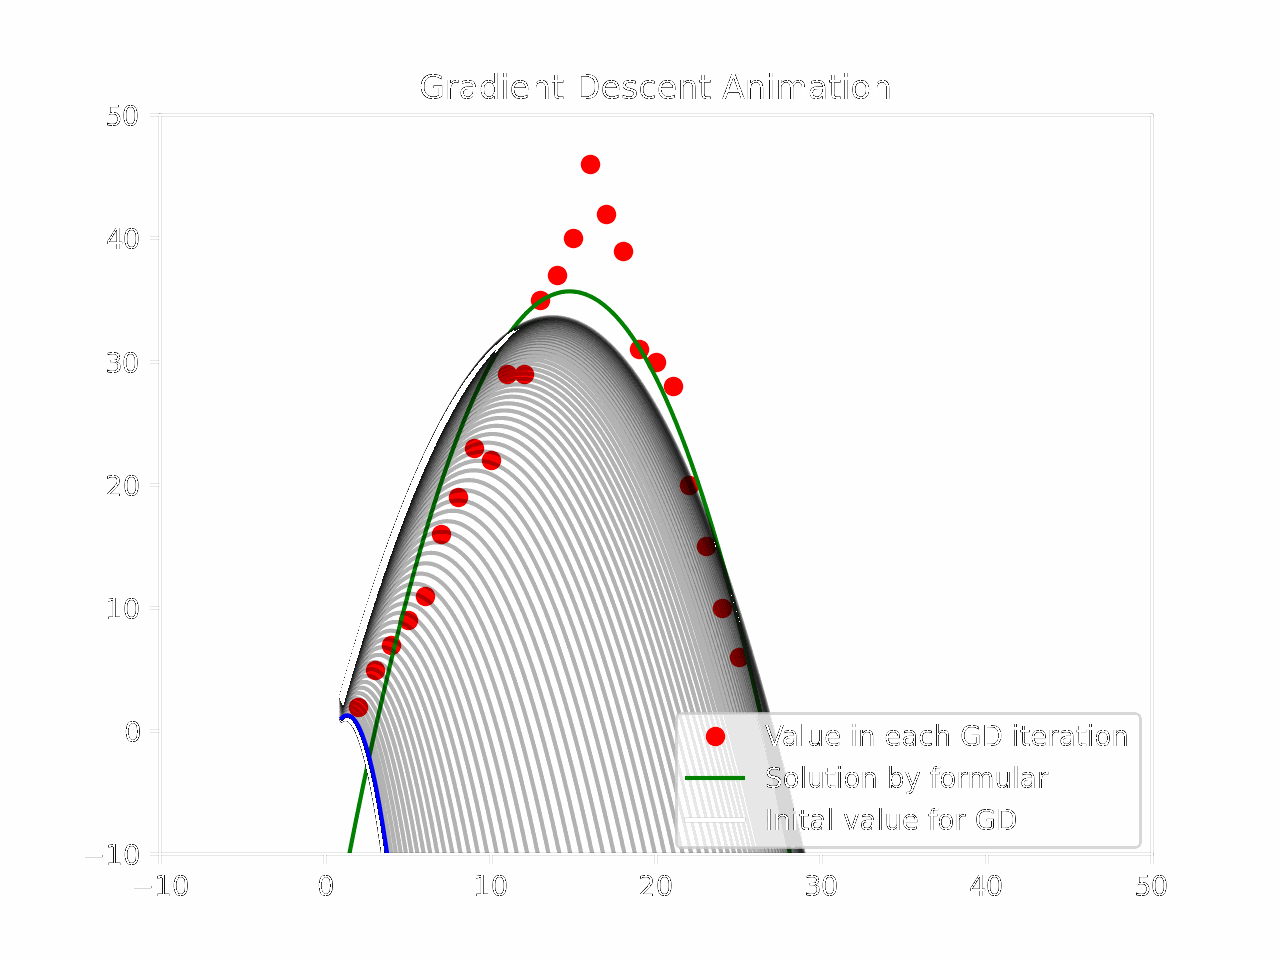 Gradient Descent Animation
50
40
30
20
10
0
−10
−10 0 10 20 30 40 50
Value in each GD iteration
Solution by formular
Inital value for GD